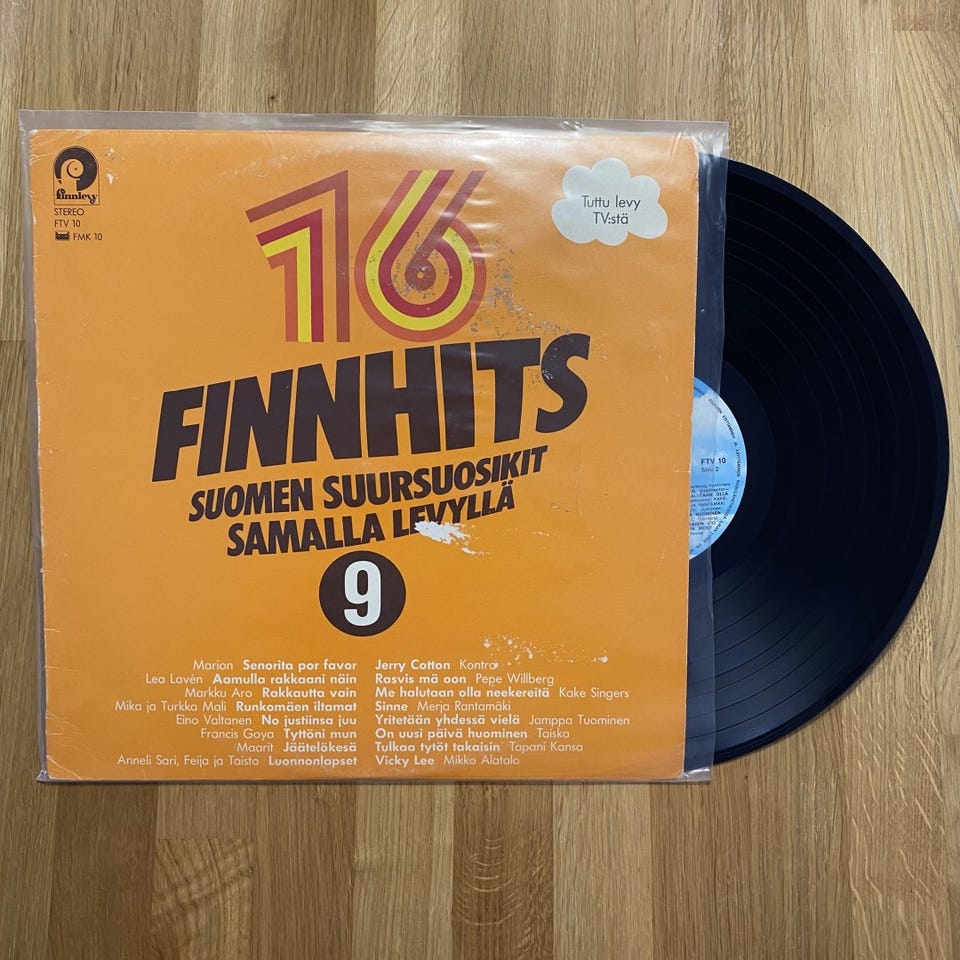 finnlevy
STEREO
FTV 10
FMK 10
16
Tuttu levy
TV:stä
FINNHITS
SUOMEN SUURSUOSIKIT
SAMALLA LEVYLLÄ
9
Marion Senorita por favor
Lea Lavén Aamulla rakkaani näin
Markku Aro Rakkautta vain
Mika ja Turkka Mali Runkomäen iltamat
Eino Valtanen No justiinsa juu
Francis Goya Tyttöni mun
Maarit Jäätelökesä
Anneli Sari, Feija ja Taisto Luonnonlapset
Jerry Cotton Kontra
Rasvis mä oon Pepe Willberg
Me halutaan olla neekereitä Kake Singers
Sinne Merja Rantamäki
Yritetään yhdessä vielä Jamppa Tuominen
On uusi päivä huominen Taiska
Tulkaa tytöt takaisin Tapani Kansa
Vicky Lee Mikko Alatalo
FTV 10
Sivu 2